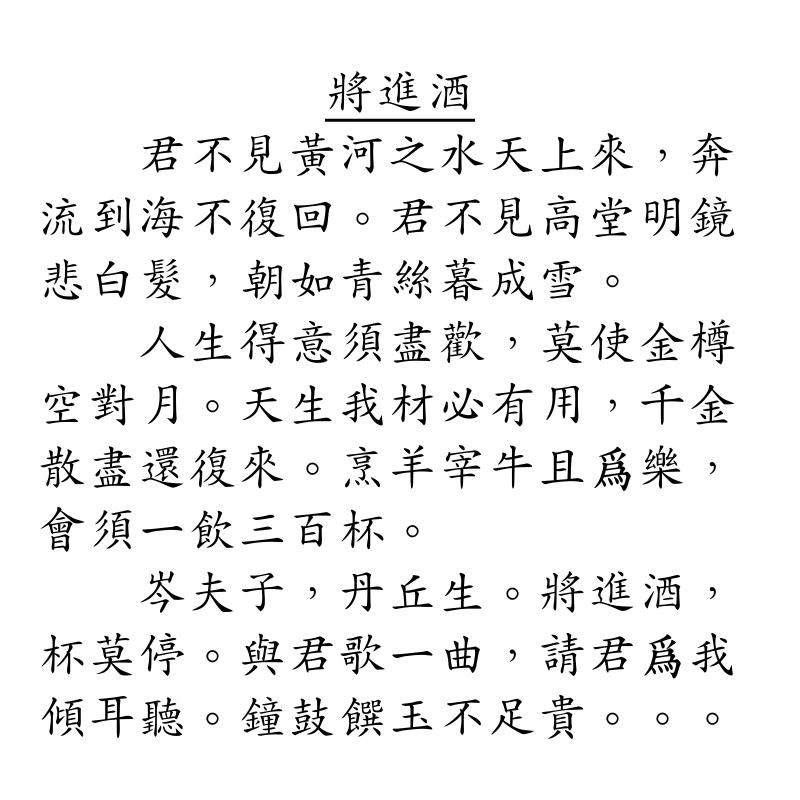 將進酒
君不見黃河之水天上來，奔
流到海不復回。君不見高堂明鏡
悲白髮，朝如青絲暮成雪。
人生得意須盡歡，莫使金樽
空對月。天生我材必有用，千金
散盡還復來。烹羊宰牛且爲樂，
會須一飲三百杯。
岑夫子，丹丘生。將進酒，
杯莫停。與君歌一曲，請君爲我
傾耳聽。鐘鼓饌玉不足貴。。。